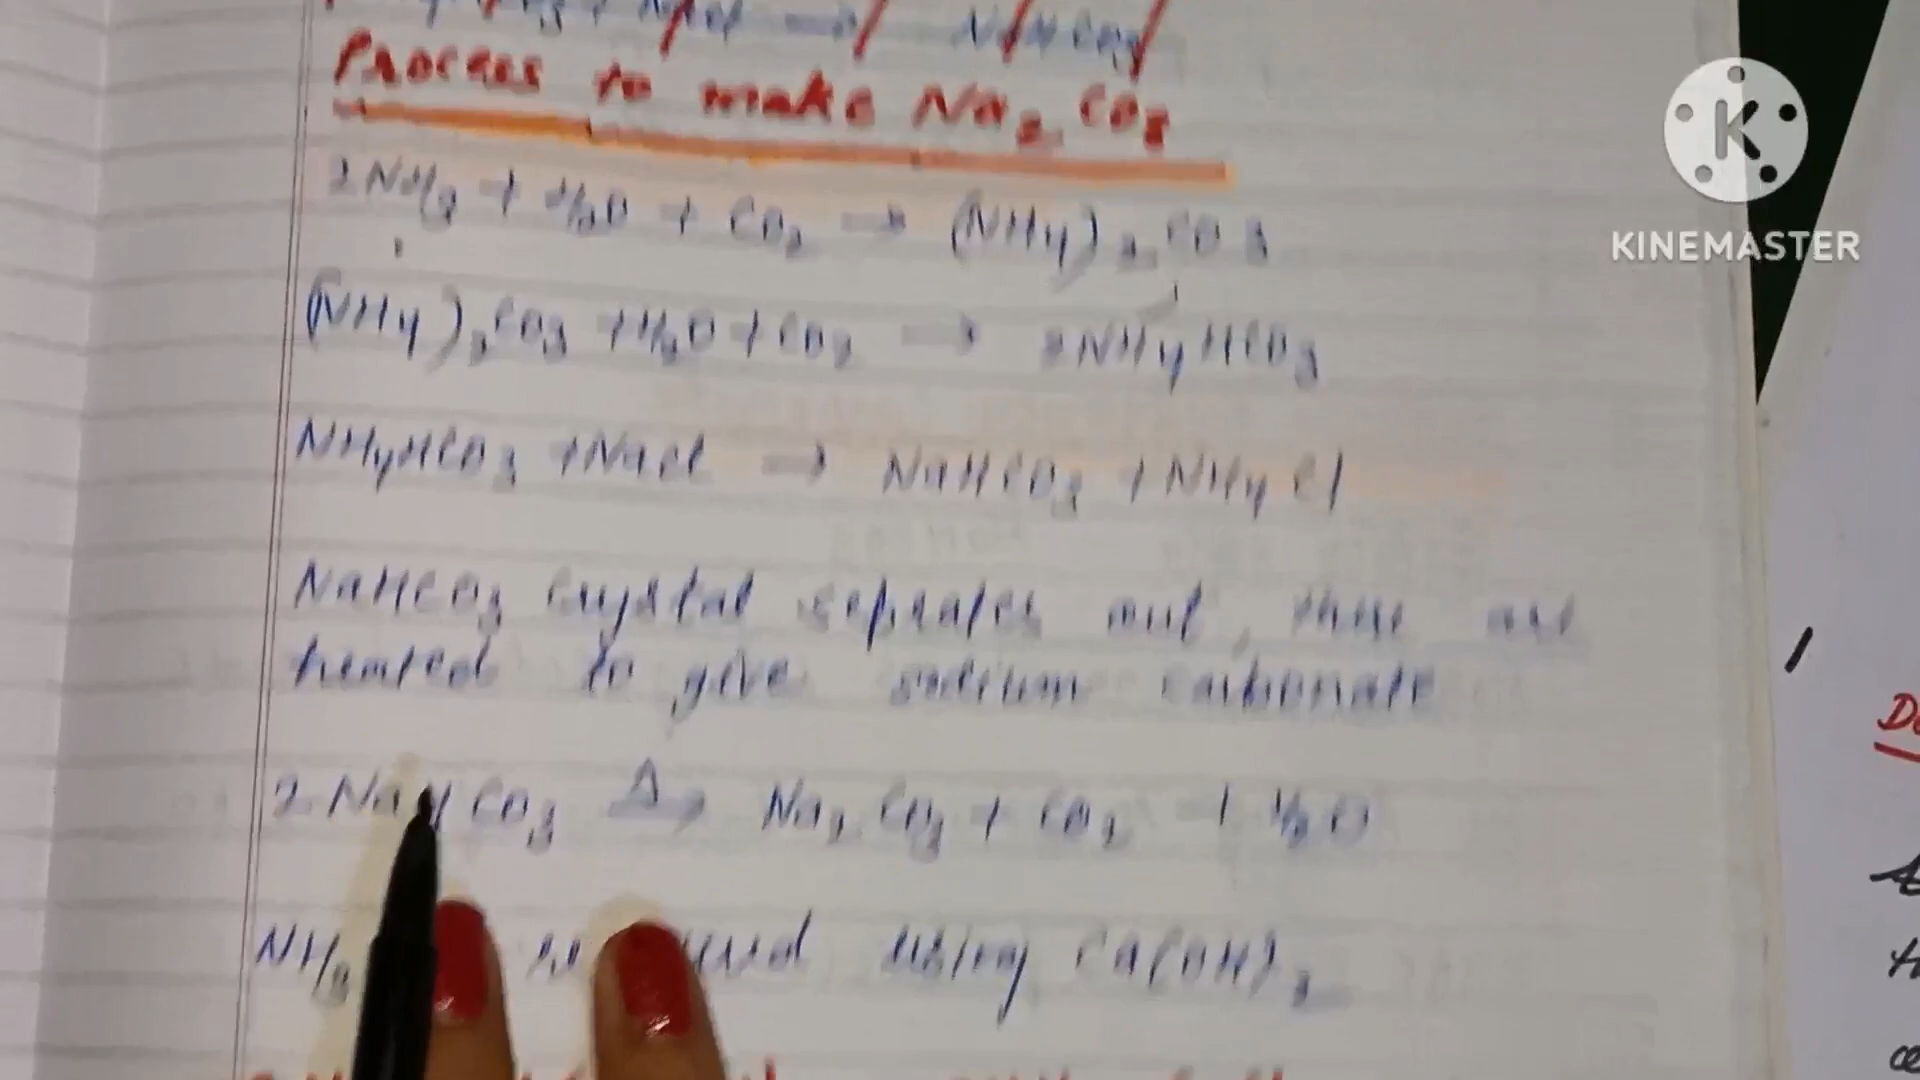 Process to make Na₂CO₃
2NH₃ + H₂O + CO₂ → (NH₄)₂CO₃
(NH₄)₂CO₃ + H₂O + CO₂ → 2NH₄HCO₃
NH₄HCO₃ + NaCl → NaHCO₃ + NH₄Cl
NaHCO₃ crystal seprates out, these are
heated to give sodium carbonate
2NaHCO₃ Δ→ Na₂CO₃ + CO₂ + H₂O
NH₃ using Ca(OH)₂
KINEMASTER